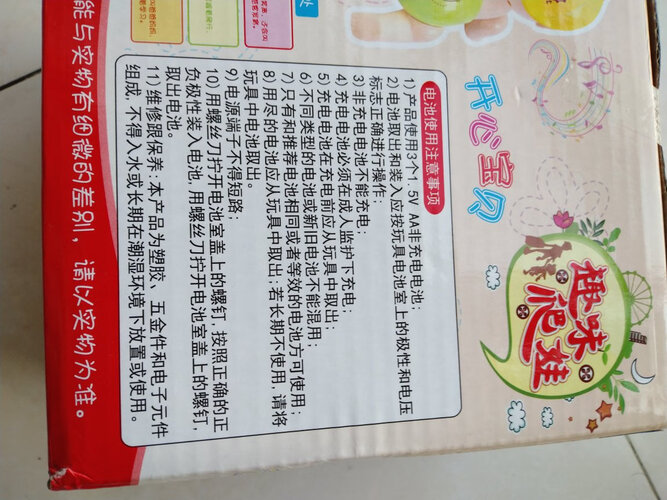 开心宝贝
趣味
爬娃
电池使用注意事项
1)产品使用3个1.5V AA非充电电池;
2)电池取出和装入应按玩具电池室上的极性和电压
标志正确进行操作;
3)非充电电池不能充电;
4)充电电池必须在成人监护下充电;
5)充电电池在充电前应从玩具中取出;
6)不同类型的电池或新旧电池不能混用;
7)只有和推荐电池相同或者等效的电池方可使用;
8)用尽的电池应从玩具中取出;若长期不使用,请将
玩具中电池取出。
9)电源端子不得短路;
10)用螺丝刀拧开电池室盖上的螺钉,按照正确的正
负极性装入电池,用螺丝刀拧开电池室盖上的螺钉,
取出电池。
11)维修跟保养:本产品为塑胶、五金件和电子元件
组成,不得入水或长期在潮湿环境下放置或使用。
能与实物有细微的差别,请以实物为准。